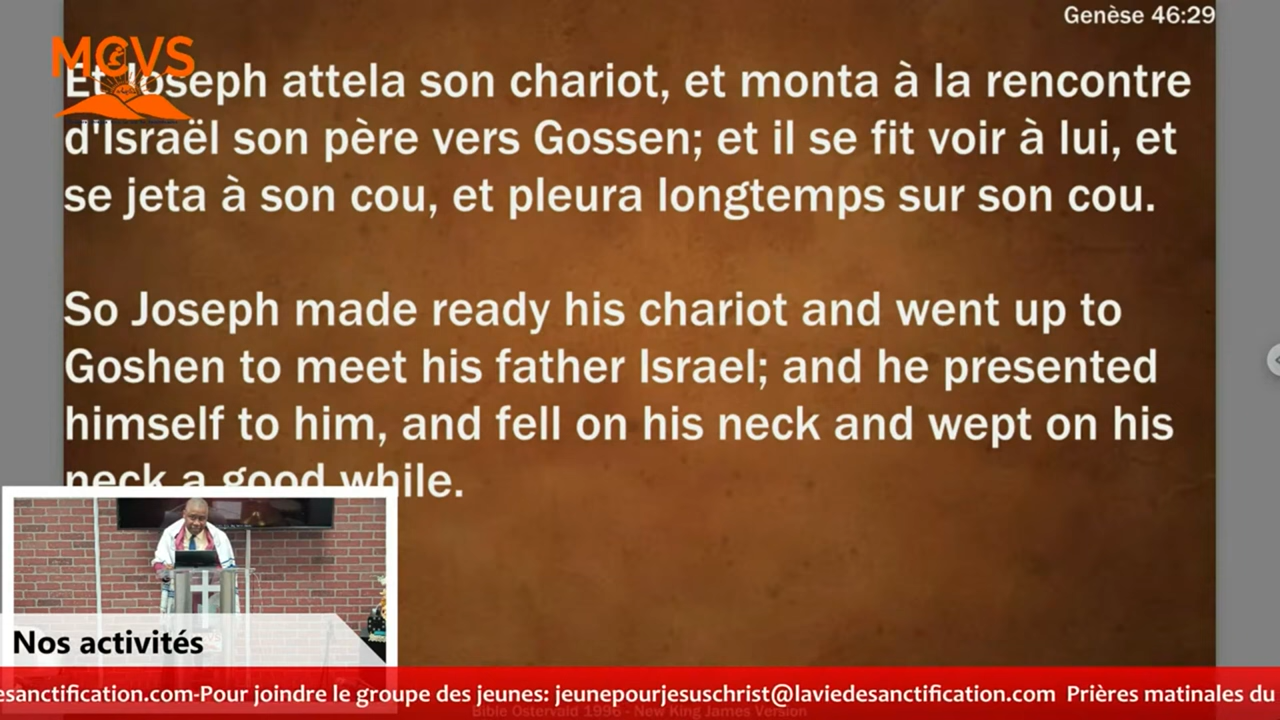 Genèse 46:29
MCVS
Et Joseph attela son chariot, et monta à la rencontre
d'Israël son père vers Gossen; et il se fit voir à lui, et
se jeta à son cou, et pleura longtemps sur son cou.
So Joseph made ready his chariot and went up to
Goshen to meet his father Israel; and he presented
himself to him, and fell on his neck and wept on his
neck a good while.
Nos activités
esanctification.com-Pour joindre le groupe des jeunes: jeunepourjesuschrist@laviedesanctification.com Prières matinales du
Bible Ostervald 1996 - New King James Version